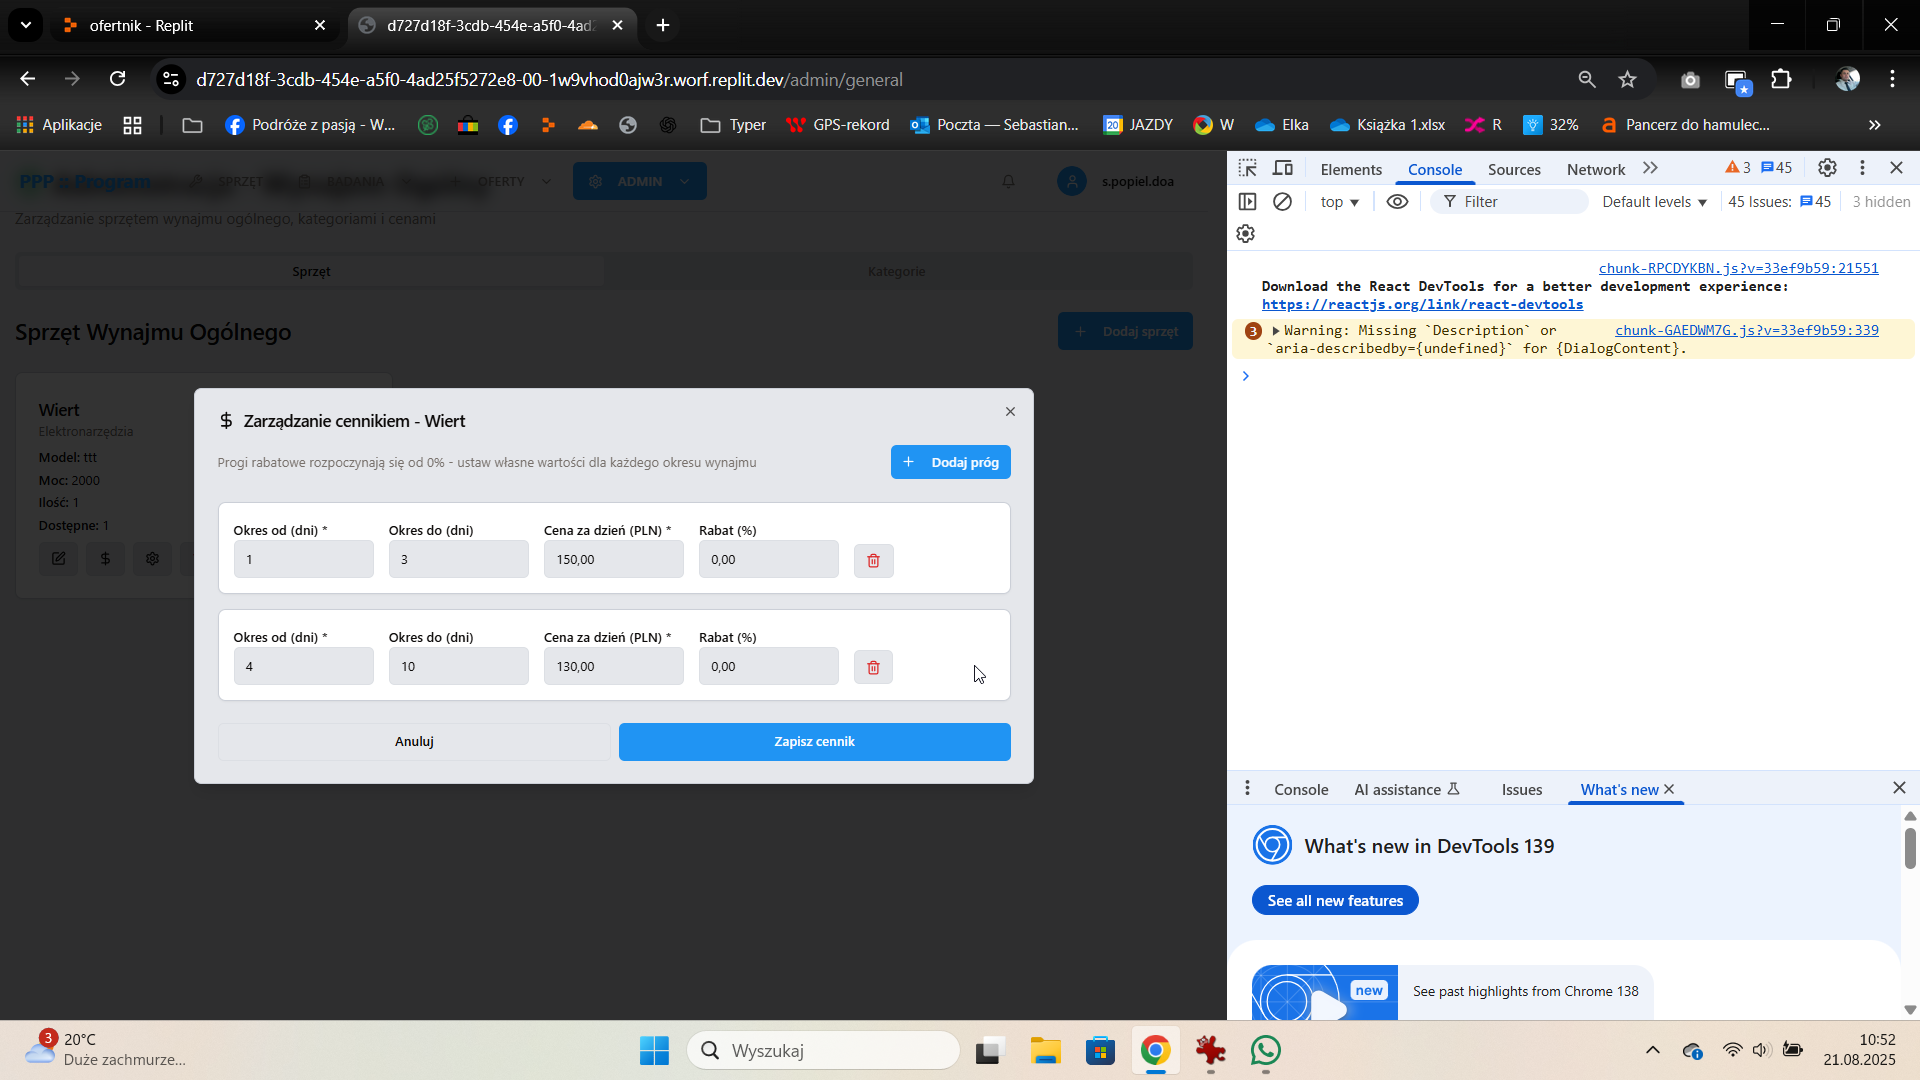 ofertnik - Replit
d727d18f-3cdb-454e-a5f0-4ad2
d727d18f-3cdb-454e-a5f0-4ad25f5272e8-00-1w9vhod0ajw3r.worf.replit.dev/admin/general
Aplikacje
Podróże z pasją - W...
Typer
GPS-rekord
Poczta — Sebastian...
20
JAZDY
W
Elka
Książka 1.xlsx
R
32%
Pancerz do hamulec...
PPP
Program
SPRZĘT
BADANIA
OFERTY
ADMIN
s.popiel.doa
Zarządzanie sprzętem wynajmu ogólnego, kategoriami i cenami
Sprzęt
Kategorie
Sprzęt Wynajmu Ogólnego
+ Dodaj sprzęt
Wiert
Elektronarzędzia
Model: ttt
Moc: 2000
Ilość: 1
Dostępne: 1
Zarządzanie cennikiem - Wiert
Progi rabatowe rozpoczynają się od 0% - ustaw własne wartości dla każdego okresu wynajmu
+ Dodaj próg
Okres od (dni) *
Okres do (dni)
Cena za dzień (PLN) *
Rabat (%)
1
3
150,00
0,00
Okres od (dni) *
Okres do (dni)
Cena za dzień (PLN) *
Rabat (%)
4
10
130,00
0,00
Anuluj
Zapisz cennik
Elements
Console
Sources
Network
3
45
top
Filter
Default levels
45 Issues:
45
3 hidden
chunk-RPCDYKBN.js?v=33ef9b59:21551
Download the React DevTools for a better development experience:
https://reactjs.org/link/react-devtools
3
Warning: Missing `Description` or
chunk-GAEDWM7G.js?v=33ef9b59:339
`aria-describedby={undefined}` for {DialogContent}.
Console
AI assistance
Issues
What's new
What's new in DevTools 139
See all new features
new
See past highlights from Chrome 138
3
20°C
Duże zachmurze...
Wyszukaj
10:52
21.08.2025